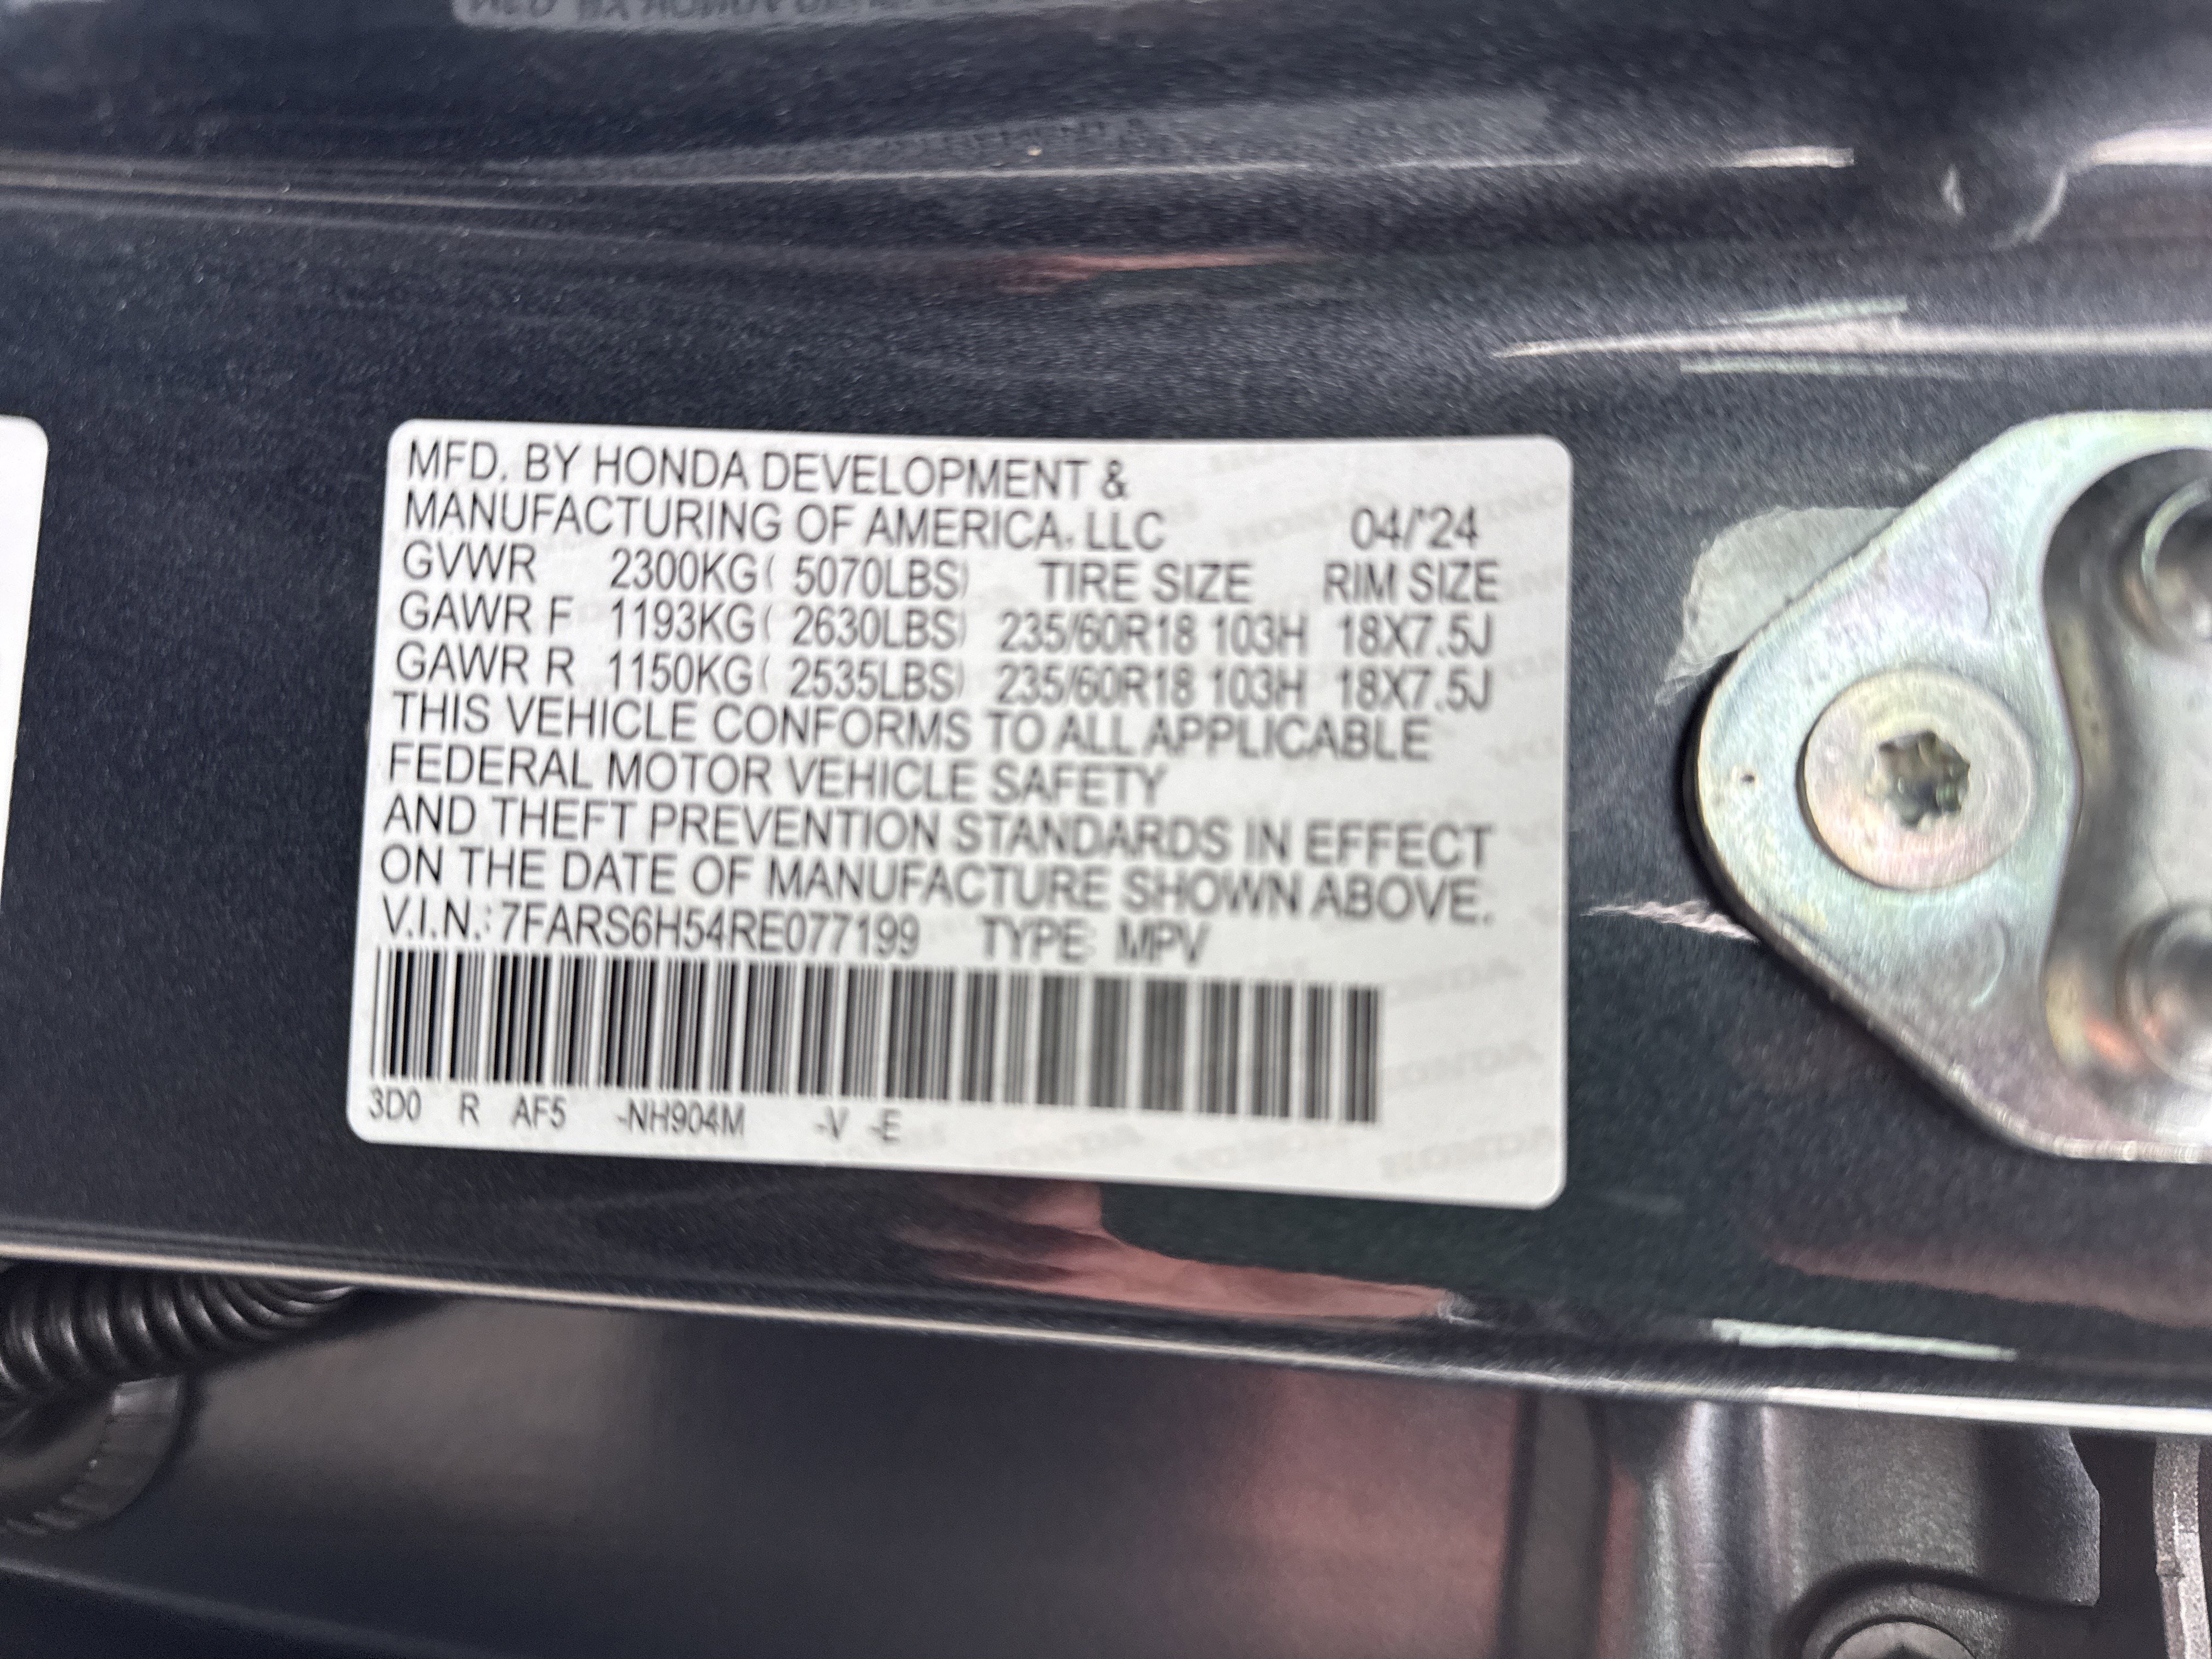 MFD. BY HONDA DEVELOPMENT &
MANUFACTURING OF AMERICA, LLC 04/'24
GVWR 2300KG( 5070LBS) TIRE SIZE RIM SIZE
GAWR F 1193KG( 2630LBS) 235/60R18 103H 18X7.5J
GAWR R 1150KG( 2535LBS) 235/60R18 103H 18X7.5J
THIS VEHICLE CONFORMS TO ALL APPLICABLE
FEDERAL MOTOR VEHICLE SAFETY
AND THEFT PREVENTION STANDARDS IN EFFECT
ON THE DATE OF MANUFACTURE SHOWN ABOVE.
V.I.N.: 7FARS6H54RE077199 TYPE: MPV
3D0 R AF5 -NH904M -V -E